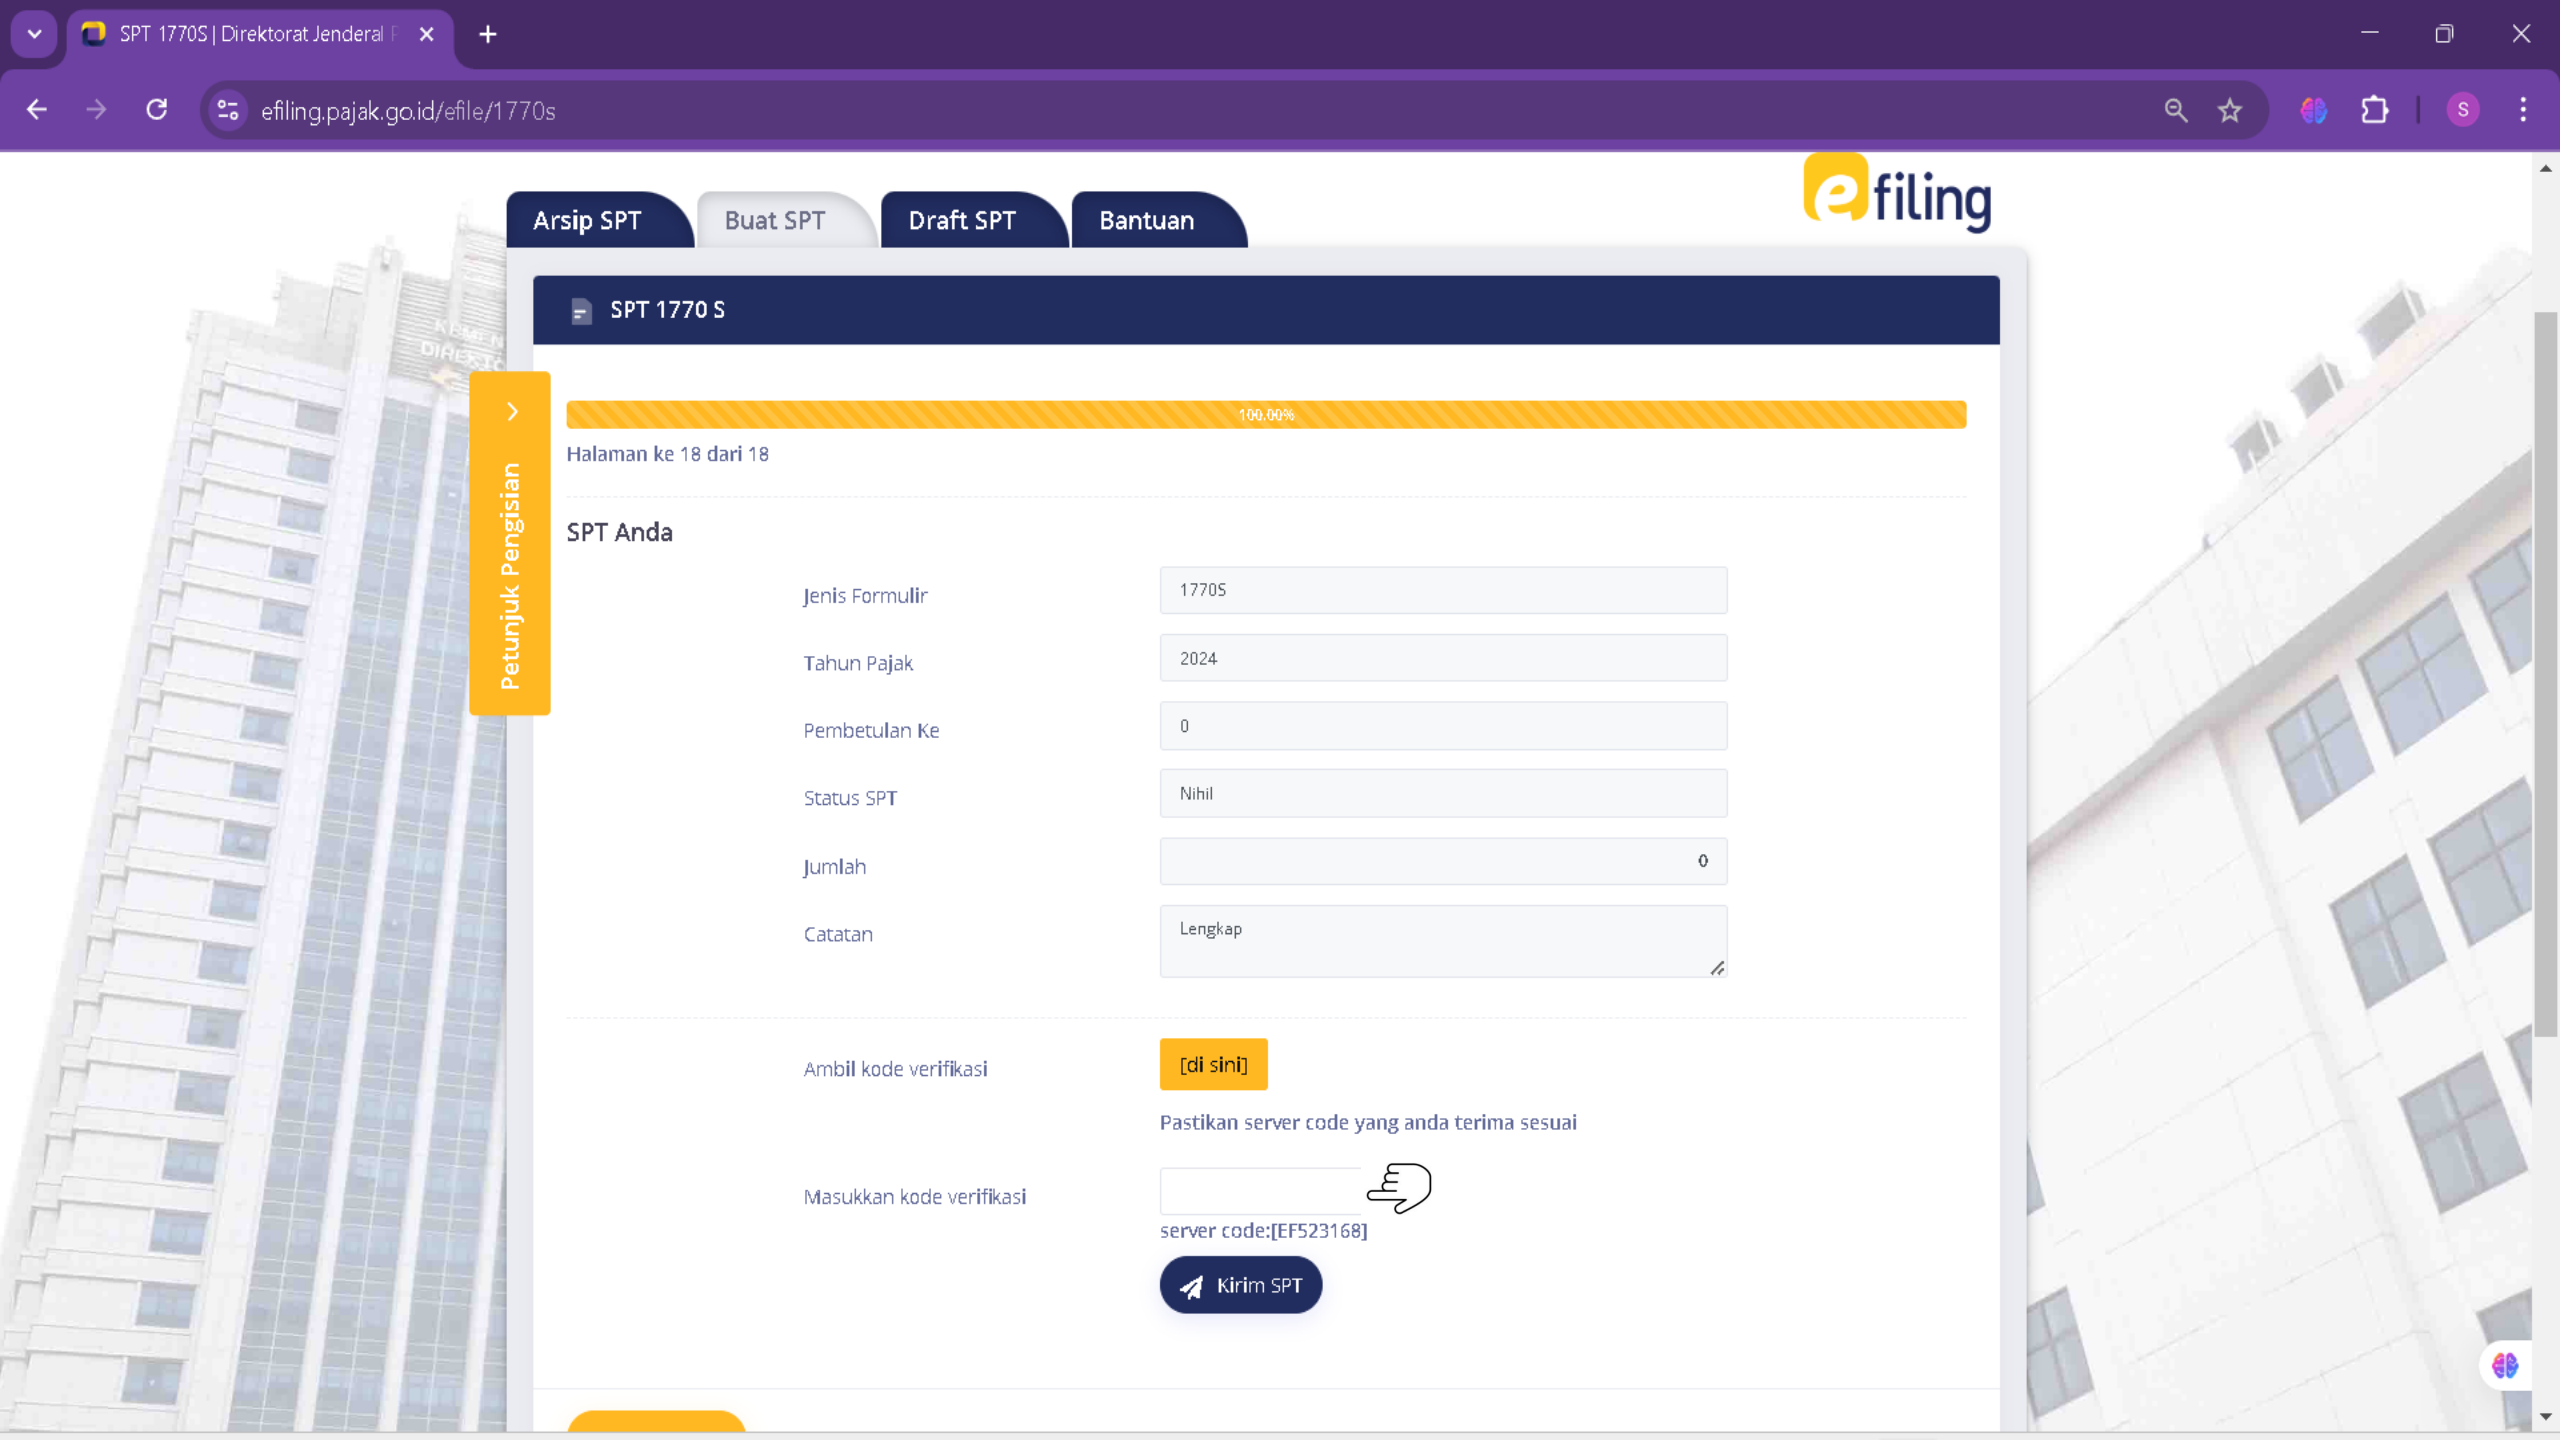 SPT 1770S | Direktorat Jenderal
efiling.pajak.go.id/efile/1770s
S
efiling
Arsip SPT
Buat SPT
Draft SPT
Bantuan
SPT 1770 S
Petunjuk Pengisian
100.00%
Halaman ke 18 dari 18
SPT Anda
Jenis Formulir
1770S
Tahun Pajak
2024
Pembetulan Ke
0
Status SPT
Nihil
Jumlah
0
Catatan
Lengkap
Ambil kode verifikasi
[di sini]
Pastikan server code yang anda terima sesuai
Masukkan kode verifikasi
server code:[EF523168]
Kirim SPT